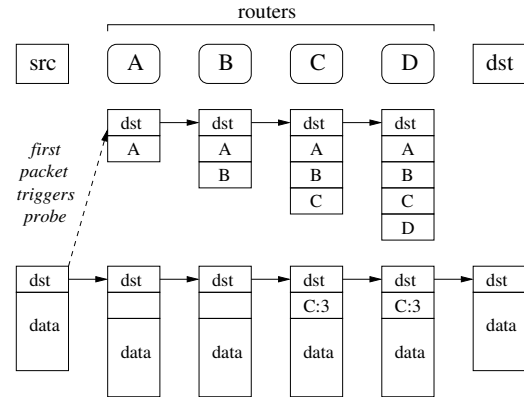 routers
src A B C D dst
dst dst dst dst
A A A A
B B B
C C
D
first
packet
triggers
probe
dst dst dst dst dst dst
C:3 C:3
data data data data data data